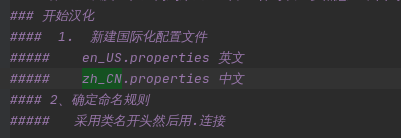 ### 开始汉化
#### 1. 新建国际化配置文件
##### en_US.properties 英文
##### zh_CN.properties 中文
#### 2、确定命名规则
##### 采用类名开头然后用.连接